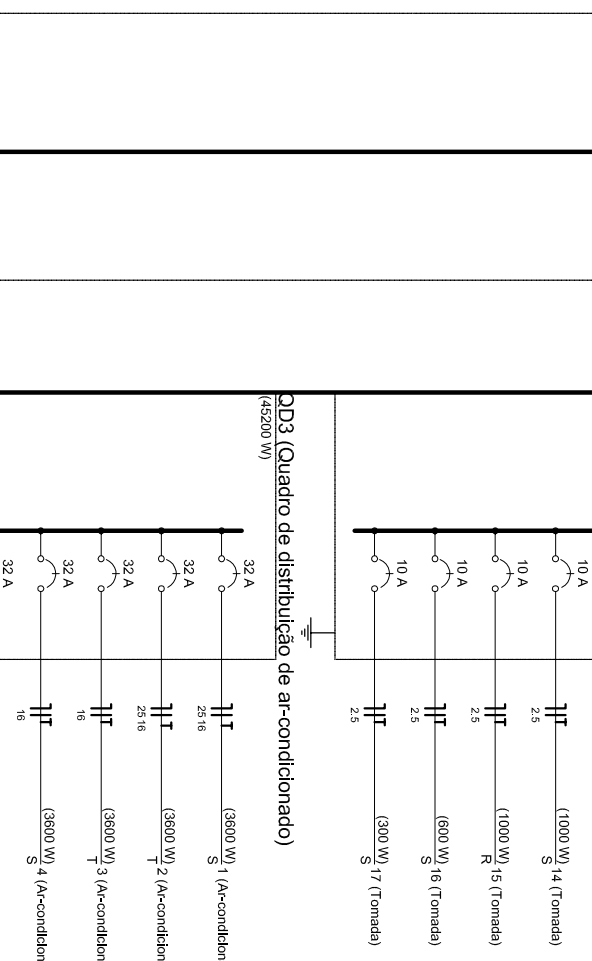 10 A
(1000 W)
14 (Tomada)
2.5
S
10 A
(1000 W)
15 (Tomada)
2.5
R
10 A
(600 W)
16 (Tomada)
2.5
S
10 A
(300 W)
17 (Tomada)
2.5
S
QD3 (Quadro de distribuição de ar-condicionado)
(45200 W)
32 A
(3600 W)
1 (Ar-condicion
25 16
S
32 A
(3600 W)
2 (Ar-condicion
25 16
T
32 A
(3600 W)
3 (Ar-condicion
16
T
32 A
(3600 W)
4 (Ar-condicion
16
S
32 A